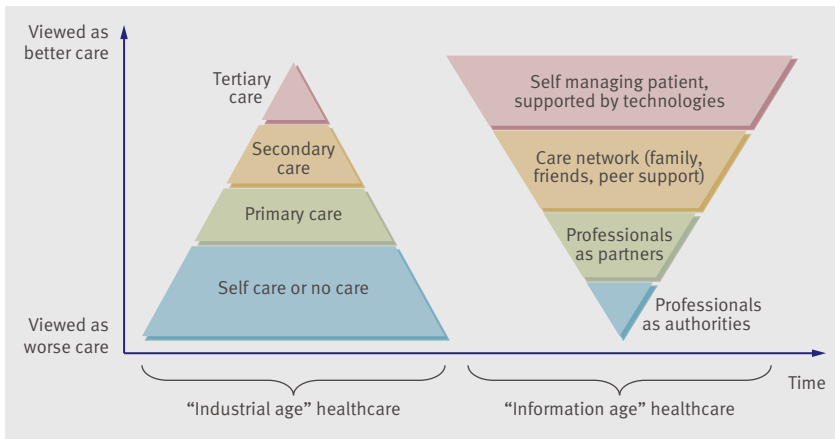 Viewed as
better care
Tertiary
care
Secondary
care
Primary care
Self care or no care
Viewed as
worse care
Self managing patient,
supported by technologies
Care network (family,
friends, peer support)
Professionals
as partners
Professionals
as authorities
Time
“Industrial age” healthcare
“Information age” healthcare